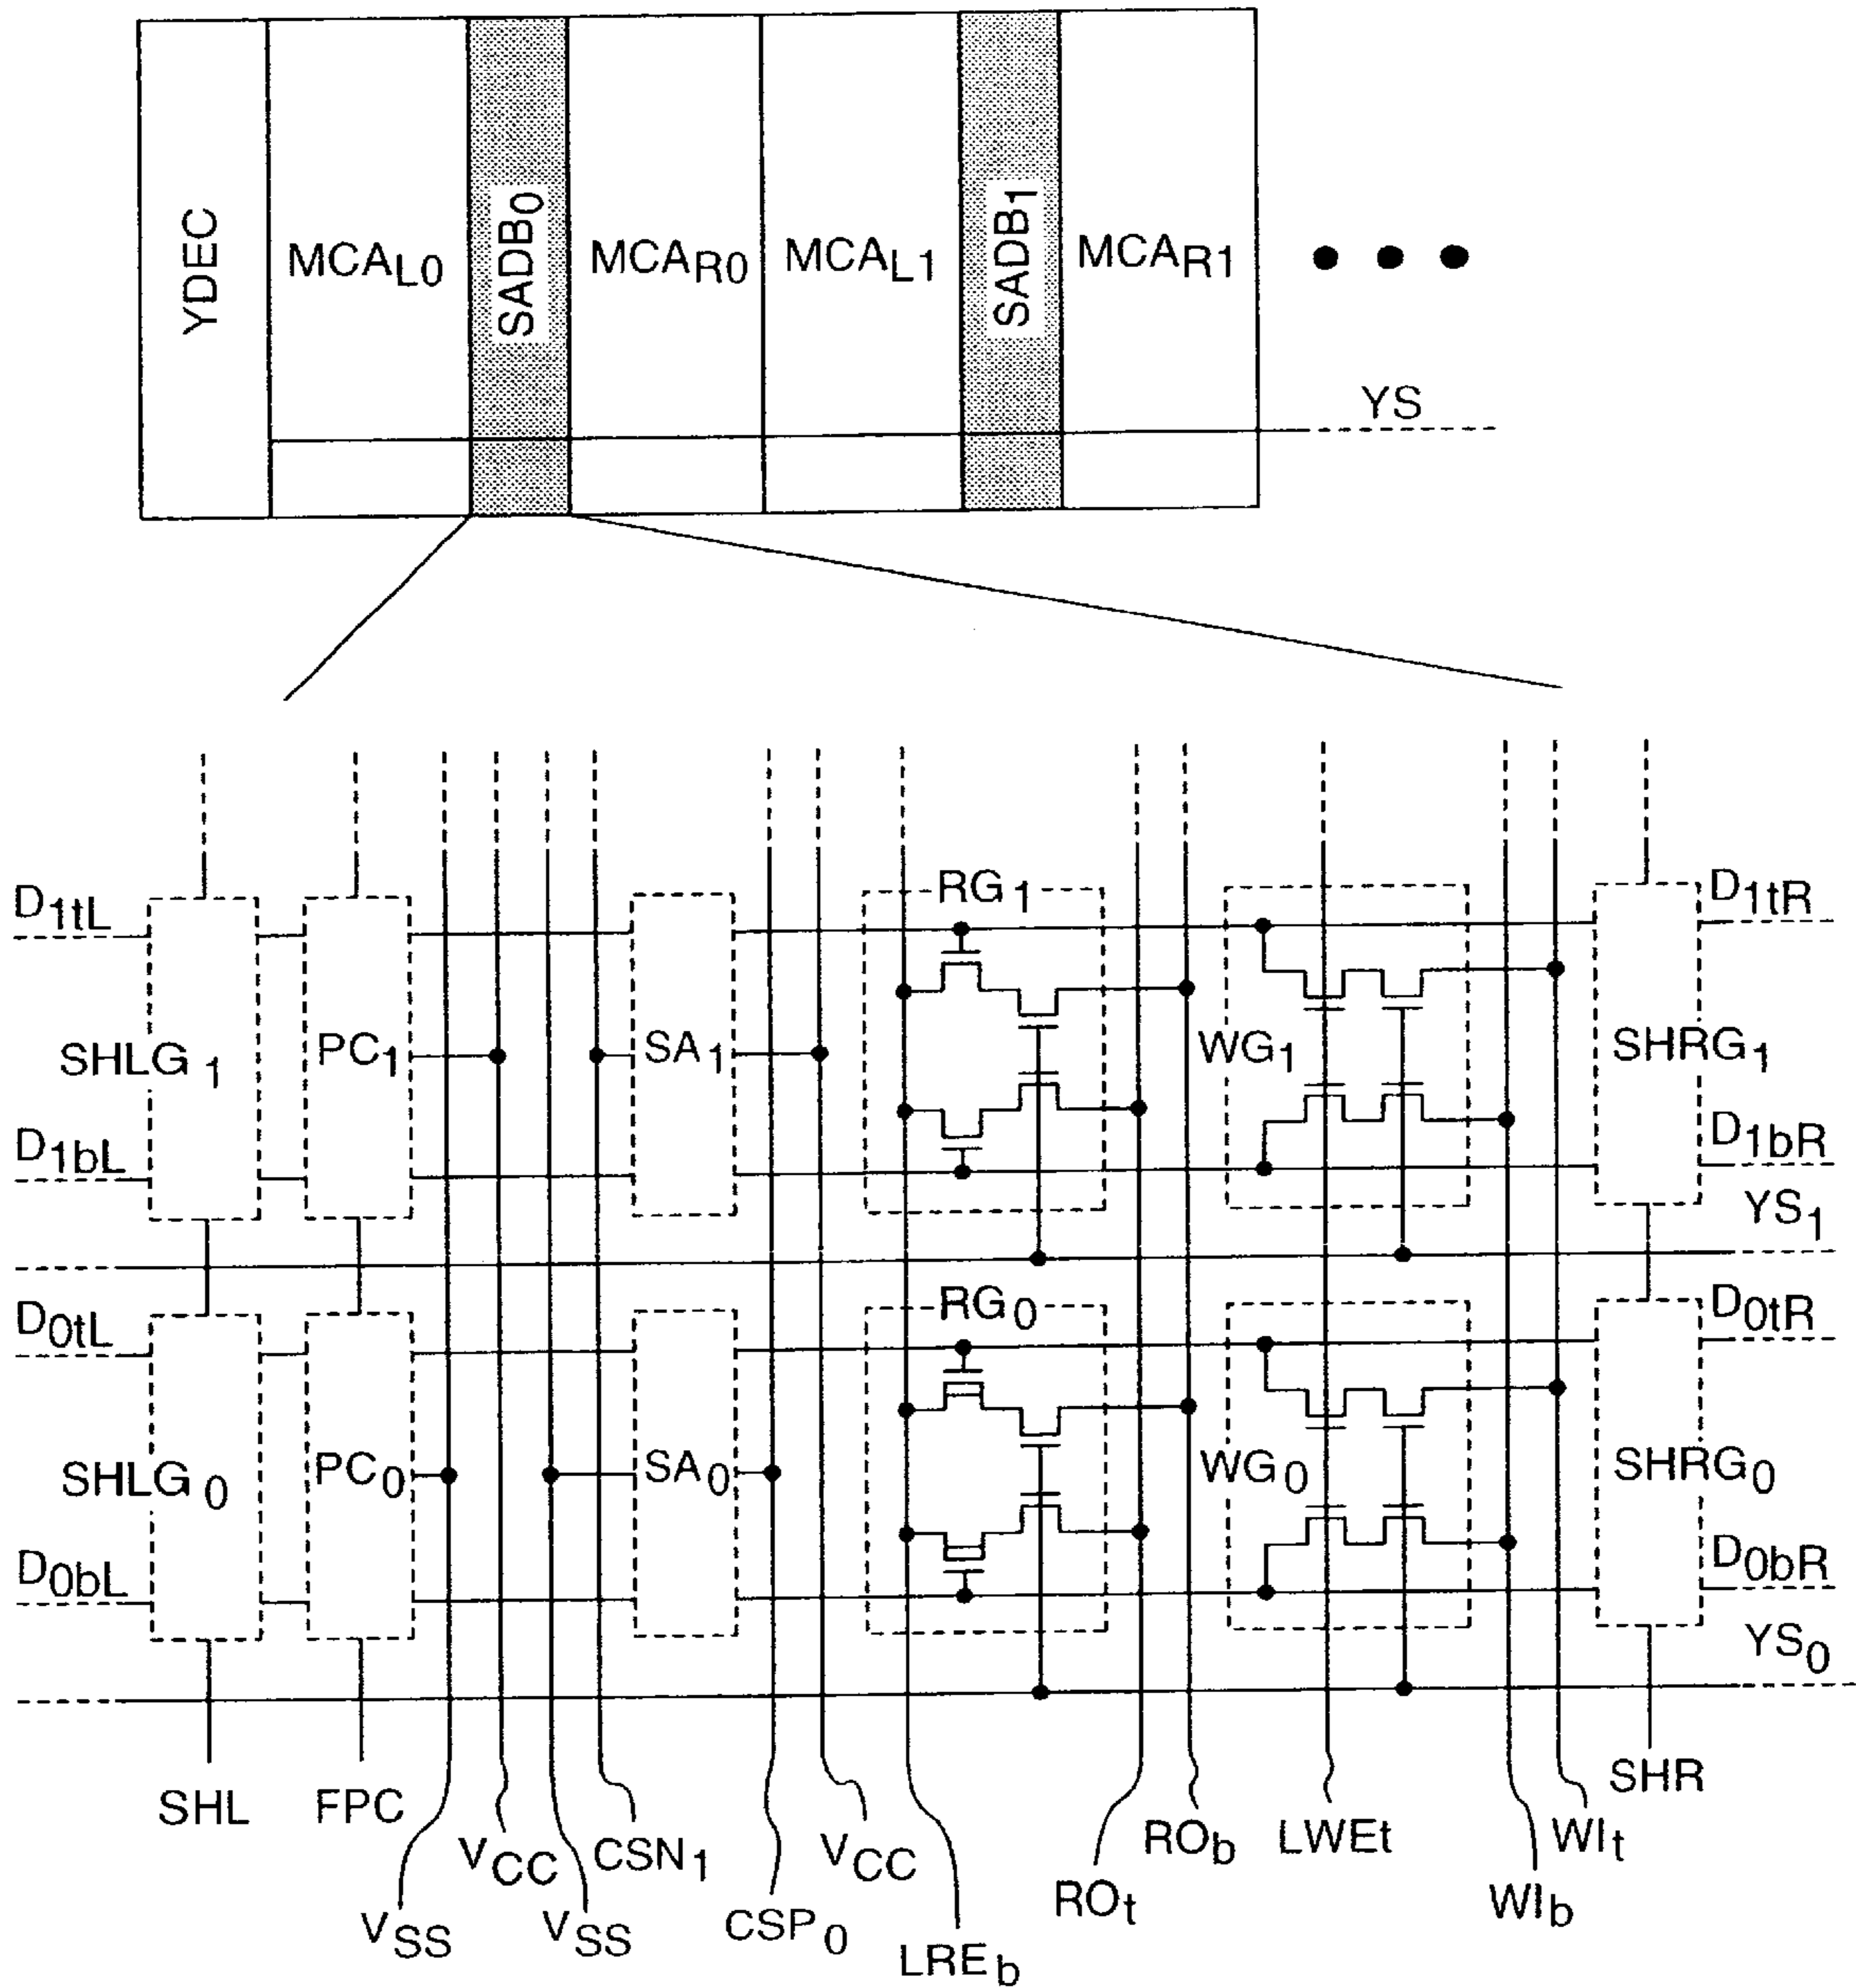 YDEC
MCAL0
SADB0
MCAR0
MCAL1
SADB1
MCAR1
YS
D1tL
RG1
D1tR
SHLG1
PC1
SA1
WG1
SHRG1
D1bL
D1bR
YS1
D0tL
RG0
D0tR
SHLG0
PC0
SA0
WG0
SHRG0
D0bL
D0bR
YS0
SHL
FPC
VSS
VCC
VSS
CSN1
CSP0
VCC
LREb
ROt
ROb
LWEt
WIb
WIt
SHR